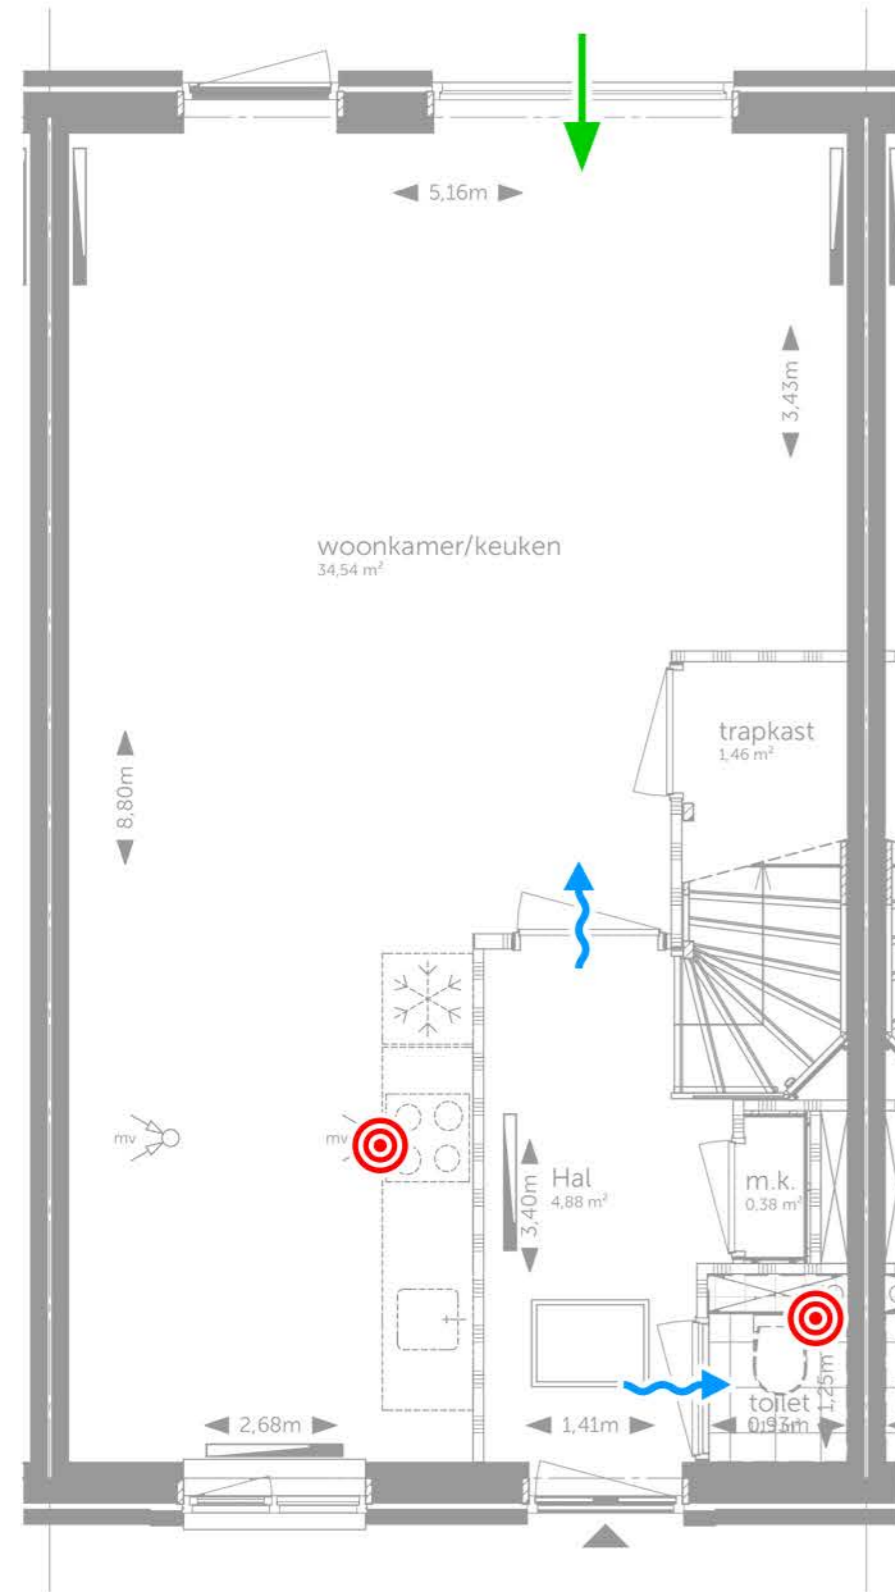 5,16m
3,43m
woonkamer/keuken
34,54 m²
trapkast
1,46 m²
8,80m
mv
mv
Hal
4,88 m²
3,40m
m.k.
0,38 m²
1,25m
toilet
2,68m
1,41m
0,93m